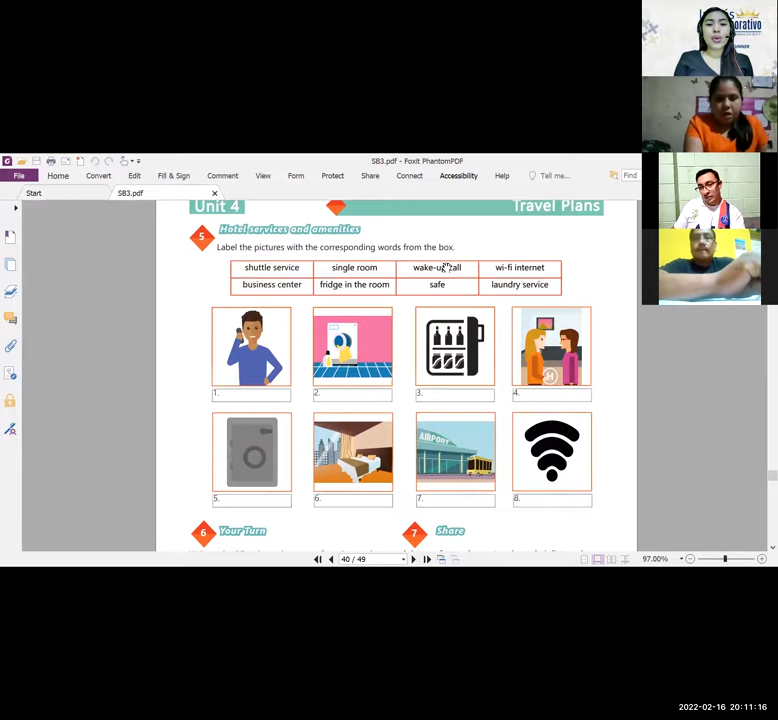 SB3.pdf - Foxit PhantomPDF
File Home Convert Edit Fill & Sign Comment View Form Protect Share Connect Accessibility Help Tell me... Find
Start SB3.pdf
Unit 4 Travel Plans
5 Hotel services and amenities
Label the pictures with the corresponding words from the box.
shuttle service single room wake-up call wi-fi internet
business center fridge in the room safe laundry service
H
1. 2. 3. 4.
AIRPORT
5. 6. 7. 8.
6 Your Turn 7 Share
40 / 49 97.00%
2022-02-16 20:11:16